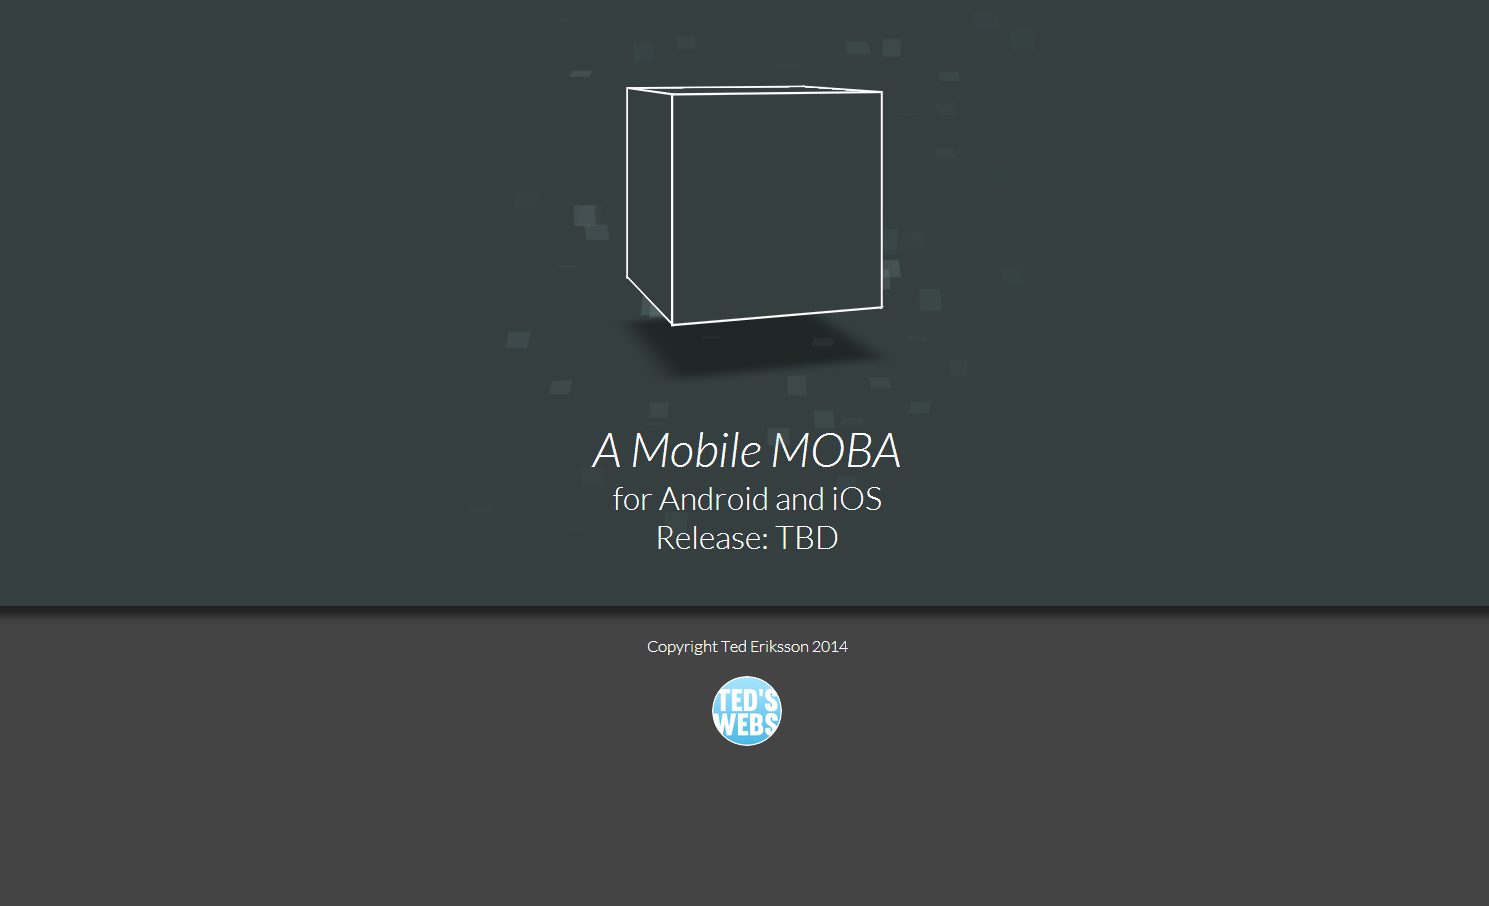 A Mobile MOBA
for Android and iOS
Release: TBD
Copyright Ted Eriksson 2014
TED'S
WEBS